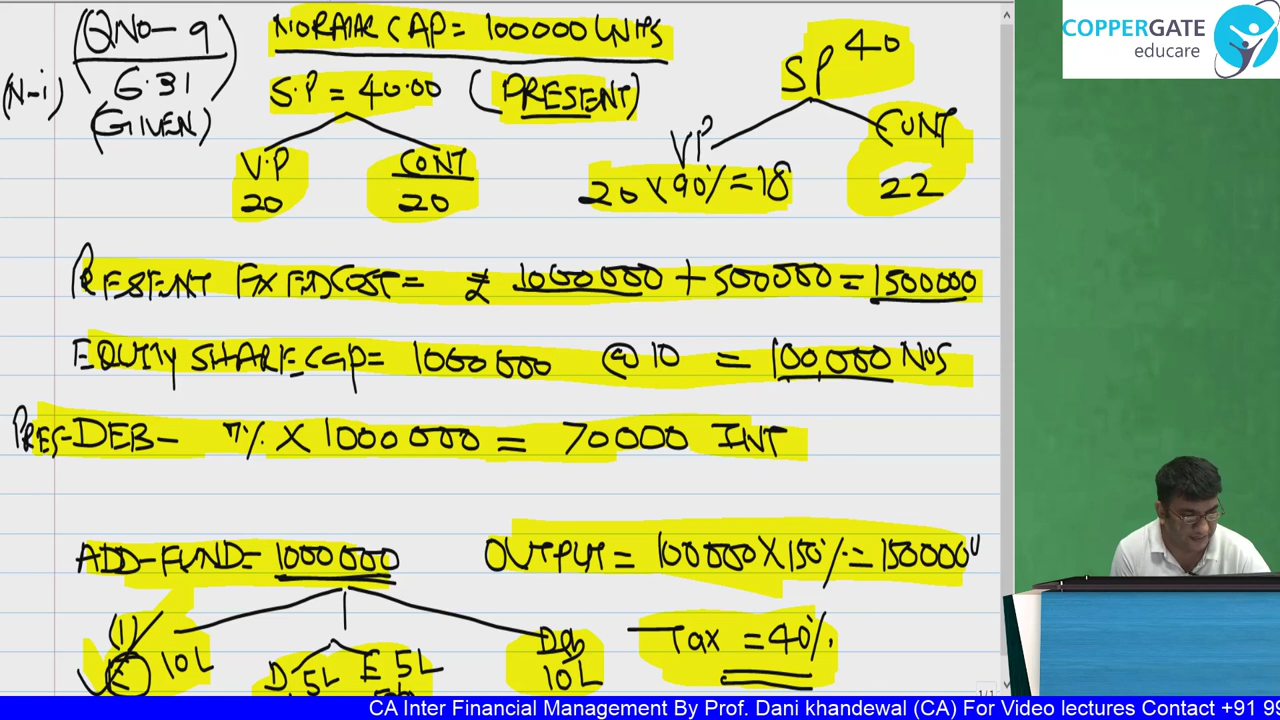 COPPERGATE
educare
(QNO-9
6.31
(N-i)
(GIVEN)
NORMAL CAP = 100000 UNITS
S.P = 40.00 (PRESENT)
V.P
20
CONT
20
SP 40
VP
20 X 90% = 18
CONT
22
PRESENT FIXED COST = ₤ 1000000 + 500000 = 1500000
EQUITY SHARE CAP = 1000000 @ 10 = 100,000 NOS
PRES-DEB- 7% X 1000000 = 70000 INT
ADD-FUND = 1000000
OUTPUT = 100000 X 150% = 150000 U
(1)
E 10L
D 5L E 5L
Deb
10L
Tax = 40%
1/1
CA Inter Financial Management By Prof. Dani khandewal (CA) For Video lectures Contact +91 99